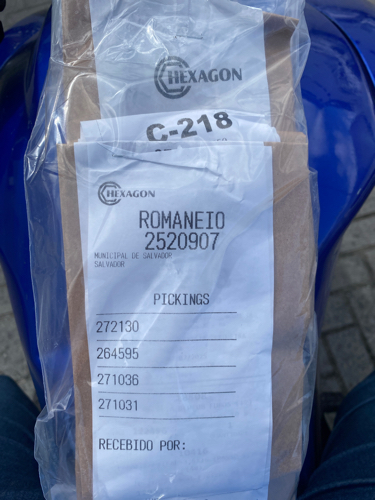 HEXAGON
C-218
HEXAGON
ROMANEIO
2520907
MUNICIPAL DE SALVADOR
SALVADOR
PICKINGS
272130
264595
271036
271031
RECEBIDO POR: